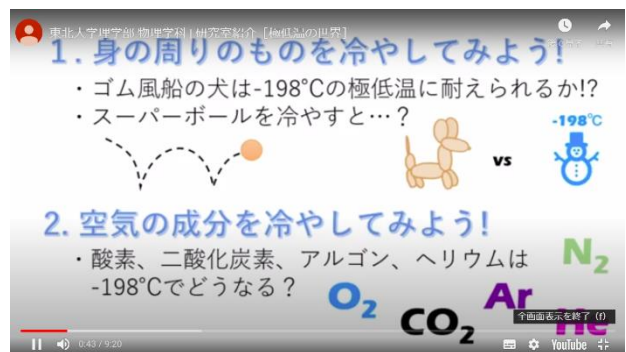 東北大学理学部 物理学科 | 研究室紹介 [極低温の世界]
1. 身の周りのものを冷やしてみよう!
・ゴム風船の犬は-198℃の極低温に耐えられるか!?
・スーパーボールを冷やすと…？
-198℃
vs
2. 空気の成分を冷やしてみよう!
・酸素、二酸化炭素、アルゴン、ヘリウムは
-198℃でどうなる？
N2
O2
CO2
Ar
He
全画面表示を終了 (f)
0:43 / 9:20
YouTube